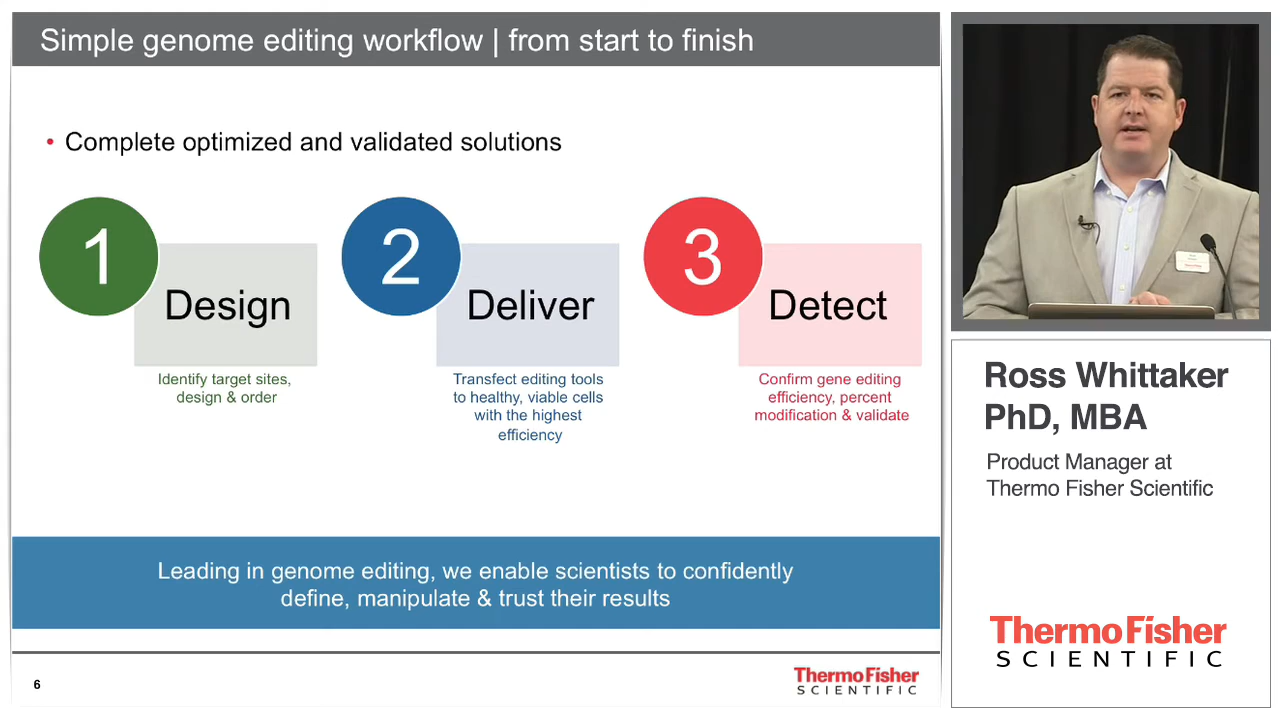 Simple genome editing workflow | from start to finish
• Complete optimized and validated solutions
1
Design
Identify target sites,
design & order
2
Deliver
Transfect editing tools
to healthy, viable cells
with the highest
efficiency
3
Detect
Confirm gene editing
efficiency, percent
modification & validate
Leading in genome editing, we enable scientists to confidently
define, manipulate & trust their results
6
ThermoFisher
SCIENTIFIC
Ross Whittaker
PhD, MBA
Product Manager at
Thermo Fisher Scientific
ThermoFisher
SCIENTIFIC